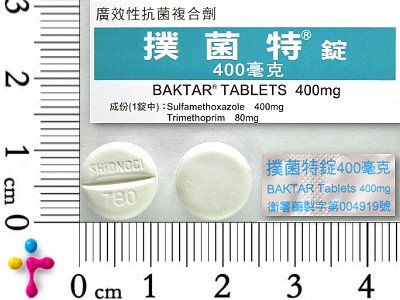 廣效性抗菌複合劑
撲菌特®錠
400毫克
BAKTAR® TABLETS 400mg
成份(1錠中):Sulfamethoxazole 400mg
Trimethoprim 80mg
SHIONOGI
780
撲菌特錠400毫克
BAKTAR Tablets 400mg
衛署藥製字第004919號
3
2
1
cm 0
0 cm 1 2 3 4